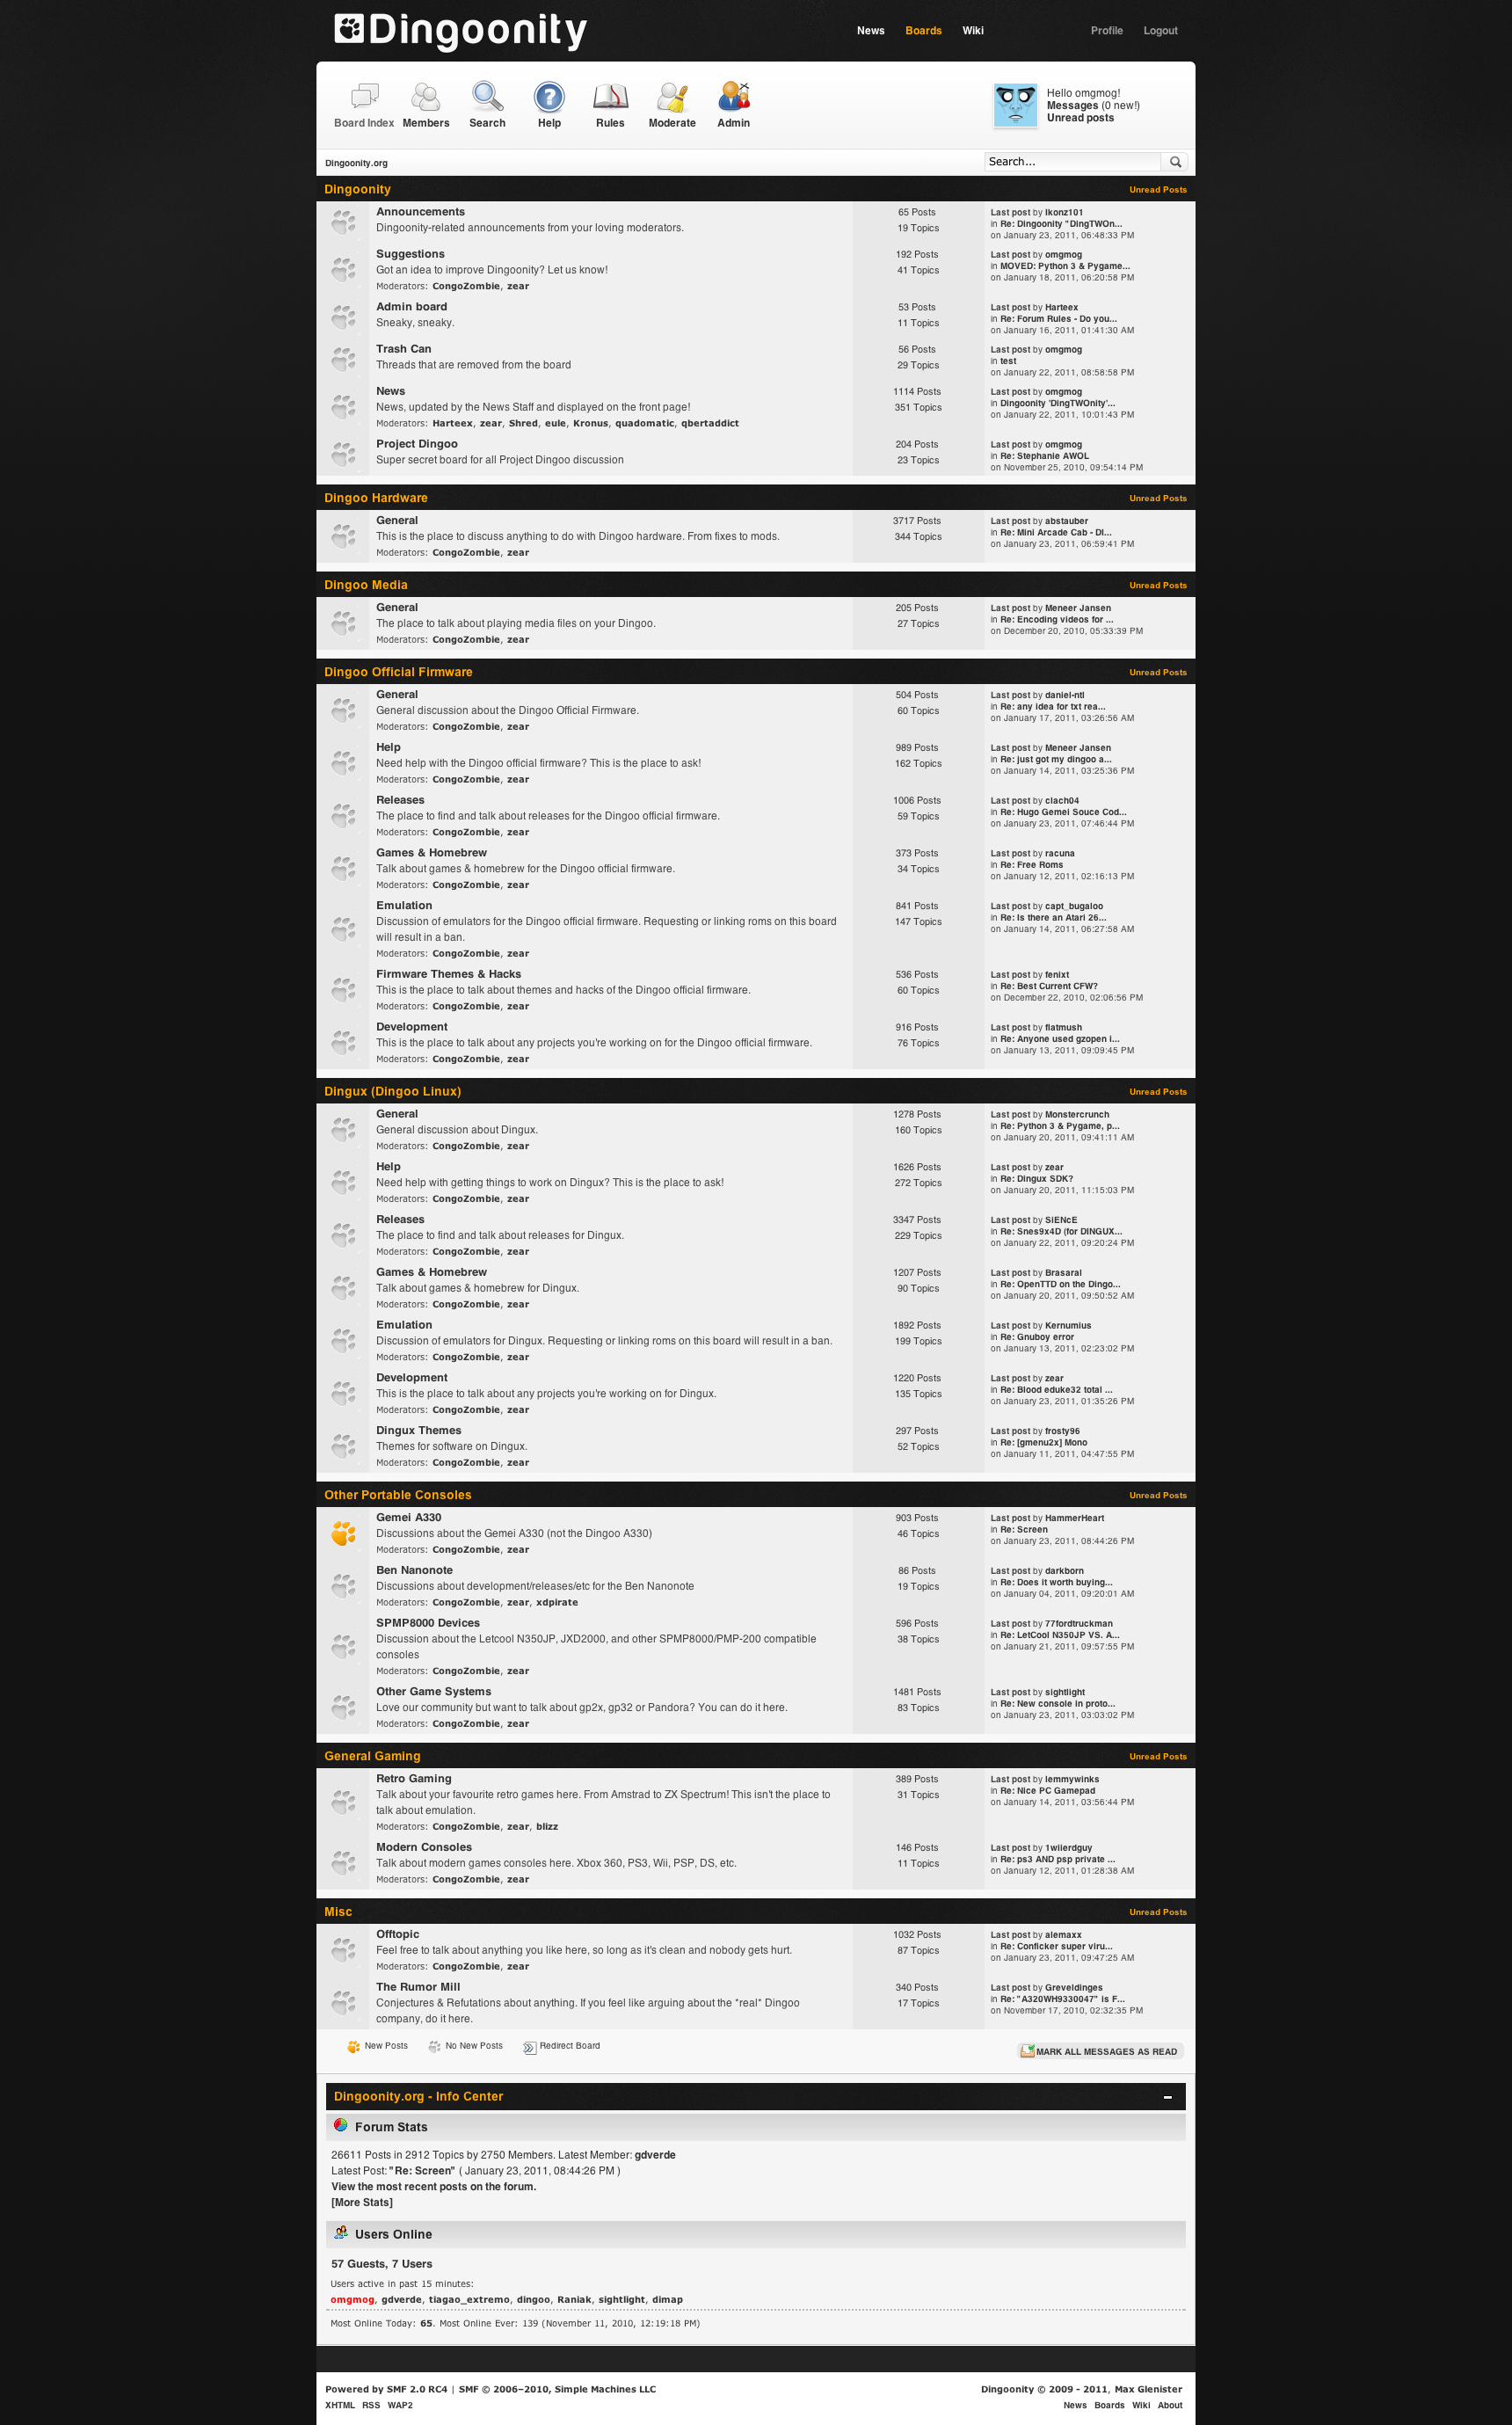 Dingoonity
News Boards Wiki Profile Logout
Board Index Members Search Help Rules Moderate Admin
Hello omgmog!
Messages (0 new!)
Unread posts
Dingoonity.org
Search...
Dingoonity Unread Posts
Announcements
Dingoonity-related announcements from your loving moderators.
65 Posts
19 Topics
Last post by lkonz101
in Re: Dingoonity "DingTWOn...
on January 23, 2011, 06:48:33 PM
Suggestions
Got an idea to improve Dingoonity? Let us know!
Moderators: CongoZombie, zear
192 Posts
41 Topics
Last post by omgmog
in MOVED: Python 3 & Pygame...
on January 18, 2011, 06:20:58 PM
Admin board
Sneaky, sneaky.
53 Posts
11 Topics
Last post by Harteex
in Re: Forum Rules - Do you...
on January 16, 2011, 01:41:30 AM
Trash Can
Threads that are removed from the board
56 Posts
29 Topics
Last post by omgmog
in test
on January 22, 2011, 08:58:58 PM
News
News, updated by the News Staff and displayed on the front page!
Moderators: Harteex, zear, Shred, eule, Kronus, quadomatic, qbertaddict
1114 Posts
351 Topics
Last post by omgmog
in Dingoonity 'DingTWOnity'...
on January 22, 2011, 10:01:43 PM
Project Dingoo
Super secret board for all Project Dingoo discussion
204 Posts
23 Topics
Last post by omgmog
in Re: Stephanie AWOL
on November 25, 2010, 09:54:14 PM
Dingoo Hardware Unread Posts
General
This is the place to discuss anything to do with Dingoo hardware. From fixes to mods.
Moderators: CongoZombie, zear
3717 Posts
344 Topics
Last post by abstauber
in Re: Mini Arcade Cab - DI...
on January 23, 2011, 06:59:41 PM
Dingoo Media Unread Posts
General
The place to talk about playing media files on your Dingoo.
Moderators: CongoZombie, zear
205 Posts
27 Topics
Last post by Meneer Jansen
in Re: Encoding videos for ...
on December 20, 2010, 05:33:39 PM
Dingoo Official Firmware Unread Posts
General
General discussion about the Dingoo Official Firmware.
Moderators: CongoZombie, zear
504 Posts
60 Topics
Last post by daniel-ntl
in Re: any idea for txt rea...
on January 17, 2011, 03:26:56 AM
Help
Need help with the Dingoo official firmware? This is the place to ask!
Moderators: CongoZombie, zear
989 Posts
162 Topics
Last post by Meneer Jansen
in Re: just got my dingoo a...
on January 14, 2011, 03:25:36 PM
Releases
The place to find and talk about releases for the Dingoo official firmware.
Moderators: CongoZombie, zear
1006 Posts
59 Topics
Last post by clach04
in Re: Hugo Gemei Souce Cod...
on January 23, 2011, 07:46:44 PM
Games & Homebrew
Talk about games & homebrew for the Dingoo official firmware.
Moderators: CongoZombie, zear
373 Posts
34 Topics
Last post by racuna
in Re: Free Roms
on January 12, 2011, 02:16:13 PM
Emulation
Discussion of emulators for the Dingoo official firmware. Requesting or linking roms on this board
will result in a ban.
Moderators: CongoZombie, zear
841 Posts
147 Topics
Last post by capt_bugaloo
in Re: Is there an Atari 26...
on January 14, 2011, 06:27:58 AM
Firmware Themes & Hacks
This is the place to talk about themes and hacks of the Dingoo official firmware.
Moderators: CongoZombie, zear
536 Posts
60 Topics
Last post by fenixt
in Re: Best Current CFW?
on December 22, 2010, 02:06:56 PM
Development
This is the place to talk about any projects you're working on for the Dingoo official firmware.
Moderators: CongoZombie, zear
916 Posts
76 Topics
Last post by flatmush
in Re: Anyone used gzopen i...
on January 13, 2011, 09:09:45 PM
Dingux (Dingoo Linux) Unread Posts
General
General discussion about Dingux.
Moderators: CongoZombie, zear
1278 Posts
160 Topics
Last post by Monstercrunch
in Re: Python 3 & Pygame, p...
on January 20, 2011, 09:41:11 AM
Help
Need help with getting things to work on Dingux? This is the place to ask!
Moderators: CongoZombie, zear
1626 Posts
272 Topics
Last post by zear
in Re: Dingux SDK?
on January 20, 2011, 11:15:03 PM
Releases
The place to find and talk about releases for Dingux.
Moderators: CongoZombie, zear
3347 Posts
229 Topics
Last post by SiENcE
in Re: Snes9x4D (for DINGUX...
on January 22, 2011, 09:20:24 PM
Games & Homebrew
Talk about games & homebrew for Dingux.
Moderators: CongoZombie, zear
1207 Posts
90 Topics
Last post by Brasaral
in Re: OpenTTD on the Dingo...
on January 20, 2011, 09:50:52 AM
Emulation
Discussion of emulators for Dingux. Requesting or linking roms on this board will result in a ban.
Moderators: CongoZombie, zear
1892 Posts
199 Topics
Last post by Kernumius
in Re: Gnuboy error
on January 13, 2011, 02:23:02 PM
Development
This is the place to talk about any projects you're working on for Dingux.
Moderators: CongoZombie, zear
1220 Posts
135 Topics
Last post by zear
in Re: Blood eduke32 total ...
on January 23, 2011, 01:35:26 PM
Dingux Themes
Themes for software on Dingux.
Moderators: CongoZombie, zear
297 Posts
52 Topics
Last post by frosty96
in Re: [gmenu2x] Mono
on January 11, 2011, 04:47:55 PM
Other Portable Consoles Unread Posts
Gemei A330
Discussions about the Gemei A330 (not the Dingoo A330)
Moderators: CongoZombie, zear
903 Posts
46 Topics
Last post by HammerHeart
in Re: Screen
on January 23, 2011, 08:44:26 PM
Ben Nanonote
Discussions about development/releases/etc for the Ben Nanonote
Moderators: CongoZombie, zear, xdpirate
86 Posts
19 Topics
Last post by darkborn
in Re: Does it worth buying...
on January 04, 2011, 09:20:01 AM
SPMP8000 Devices
Discussion about the Letcool N350JP, JXD2000, and other SPMP8000/PMP-200 compatible
consoles
Moderators: CongoZombie, zear
596 Posts
38 Topics
Last post by 77fordtruckman
in Re: LetCool N350JP VS. A...
on January 21, 2011, 09:57:55 PM
Other Game Systems
Love our community but want to talk about gp2x, gp32 or Pandora? You can do it here.
Moderators: CongoZombie, zear
1481 Posts
83 Topics
Last post by sightlight
in Re: New console in proto...
on January 23, 2011, 03:03:02 PM
General Gaming Unread Posts
Retro Gaming
Talk about your favourite retro games here. From Amstrad to ZX Spectrum! This isn't the place to
talk about emulation.
Moderators: CongoZombie, zear, blizz
389 Posts
31 Topics
Last post by lemmywinks
in Re: Nice PC Gamepad
on January 14, 2011, 03:56:44 PM
Modern Consoles
Talk about modern games consoles here. Xbox 360, PS3, Wii, PSP, DS, etc.
Moderators: CongoZombie, zear
146 Posts
11 Topics
Last post by 1wiierdguy
in Re: ps3 AND psp private ...
on January 12, 2011, 01:28:38 AM
Misc Unread Posts
Offtopic
Feel free to talk about anything you like here, so long as it's clean and nobody gets hurt.
Moderators: CongoZombie, zear
1032 Posts
87 Topics
Last post by alemaxx
in Re: Conficker super viru...
on January 23, 2011, 09:47:25 AM
The Rumor Mill
Conjectures & Refutations about anything. If you feel like arguing about the *real* Dingoo
company, do it here.
340 Posts
17 Topics
Last post by Greveldinges
in Re: "A320WH9330047" is F...
on November 17, 2010, 02:32:35 PM
New Posts No New Posts Redirect Board
MARK ALL MESSAGES AS READ
Dingoonity.org - Info Center
Forum Stats
26611 Posts in 2912 Topics by 2750 Members. Latest Member: gdverde
Latest Post: "Re: Screen" ( January 23, 2011, 08:44:26 PM )
View the most recent posts on the forum.
[More Stats]
Users Online
57 Guests, 7 Users
Users active in past 15 minutes:
omgmog, gdverde, tiagao_extremo, dingoo, Raniak, sightlight, dimap
Most Online Today: 65. Most Online Ever: 139 (November 11, 2010, 12:19:18 PM)
Powered by SMF 2.0 RC4 | SMF © 2006–2010, Simple Machines LLC
XHTML RSS WAP2
Dingoonity © 2009 - 2011, Max Glenister
News Boards Wiki About